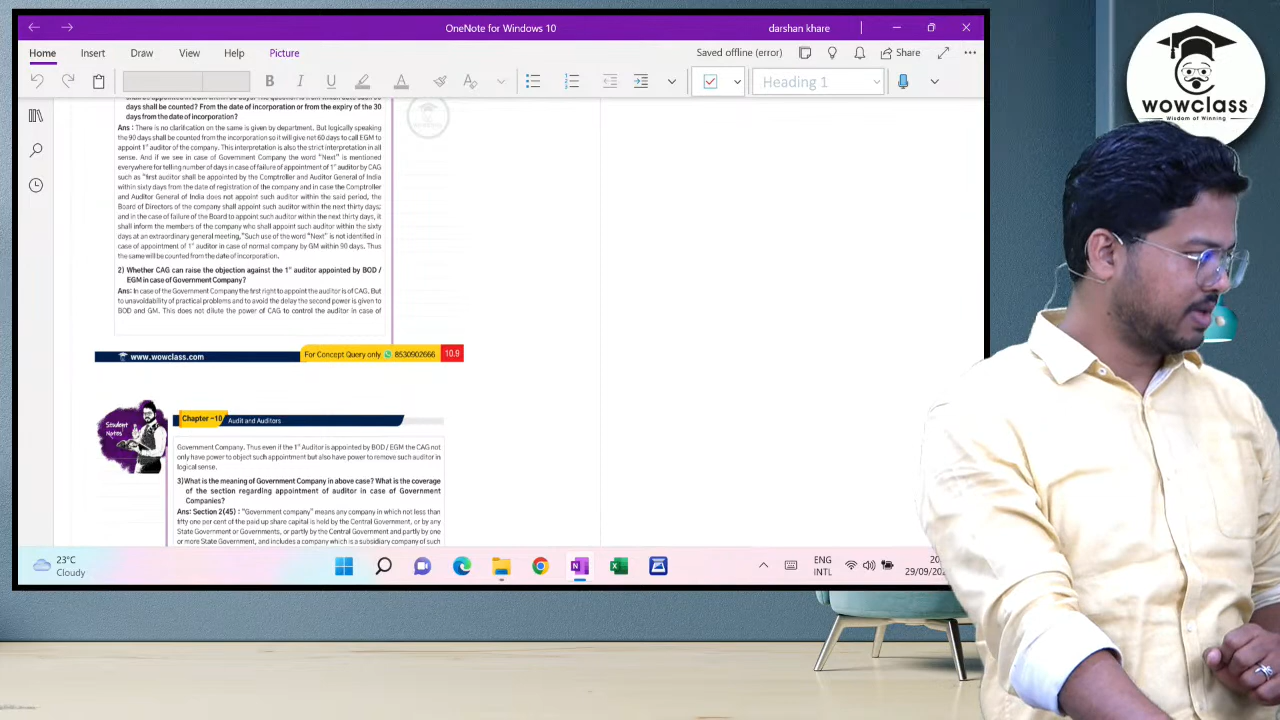 OneNote for Windows 10
darshan khare
Home Insert Draw View Help Picture
Saved offline (error)
Share
B I U
Heading 1
wowclass
Wisdom of Winning
days shall be counted? From the date of incorporation or from the expiry of the 30
days from the date of incorporation?
Ans : There is no clarification on the same is given by department. But logically speaking
the 90 days shall be counted from the incorporation so it will give not 60 days to call EGM to
appoint 1st auditor of the company. This interpretation is also the strict interpretation in all
sense. And if we see in case of Government Company the word "Next" is mentioned
everywhere for telling number of days in case of failure of appointment of 1st auditor by CAG
such as "first auditor shall be appointed by the Comptroller and Auditor General of India
within sixty days from the date of registration of the company and in case the Comptroller
and Auditor General of India does not appoint such auditor within the said period, the
Board of Directors of the company shall appoint such auditor within the next thirty days;
and in the case of failure of the Board to appoint such auditor within the next thirty days, it
shall inform the members of the company who shall appoint such auditor within the sixty
days at an extraordinary general meeting,"Such use of the word "Next" is not identified in
case of appointment of 1st auditor in case of normal company by GM within 90 days. Thus
the same will be counted from the date of incorporation.
2) Whether CAG can raise the objection against the 1st auditor appointed by BOD /
EGM in case of Government Company?
Ans: In case of the Government Company the first right to appoint the auditor is of CAG. But
to unavoidability of practical problems and to avoid the delay the second power is given to
BOD and GM. This does not dilute the power of CAG to control the auditor in case of
www.wowclass.com
For Concept Query only 8530902666 10.9
Student
Notes
Chapter -10 Audit and Auditors
Government Company. Thus even if the 1st Auditor is appointed by BOD / EGM the CAG not
only have power to object such appointment but also have power to remove such auditor in
logical sense.
3)What is the meaning of Government Company in above case? What is the coverage
of the section regarding appointment of auditor in case of Government
Companies?
Ans: Section 2(45) : "Government company" means any company in which not less than
fifty one per cent of the paid up share capital is held by the Central Government, or by any
State Government or Governments, or partly by the Central Government and partly by one
or more State Government, and includes a company which is a subsidiary company of such
23°C
Cloudy
ENG
INTL
20
29/09/20